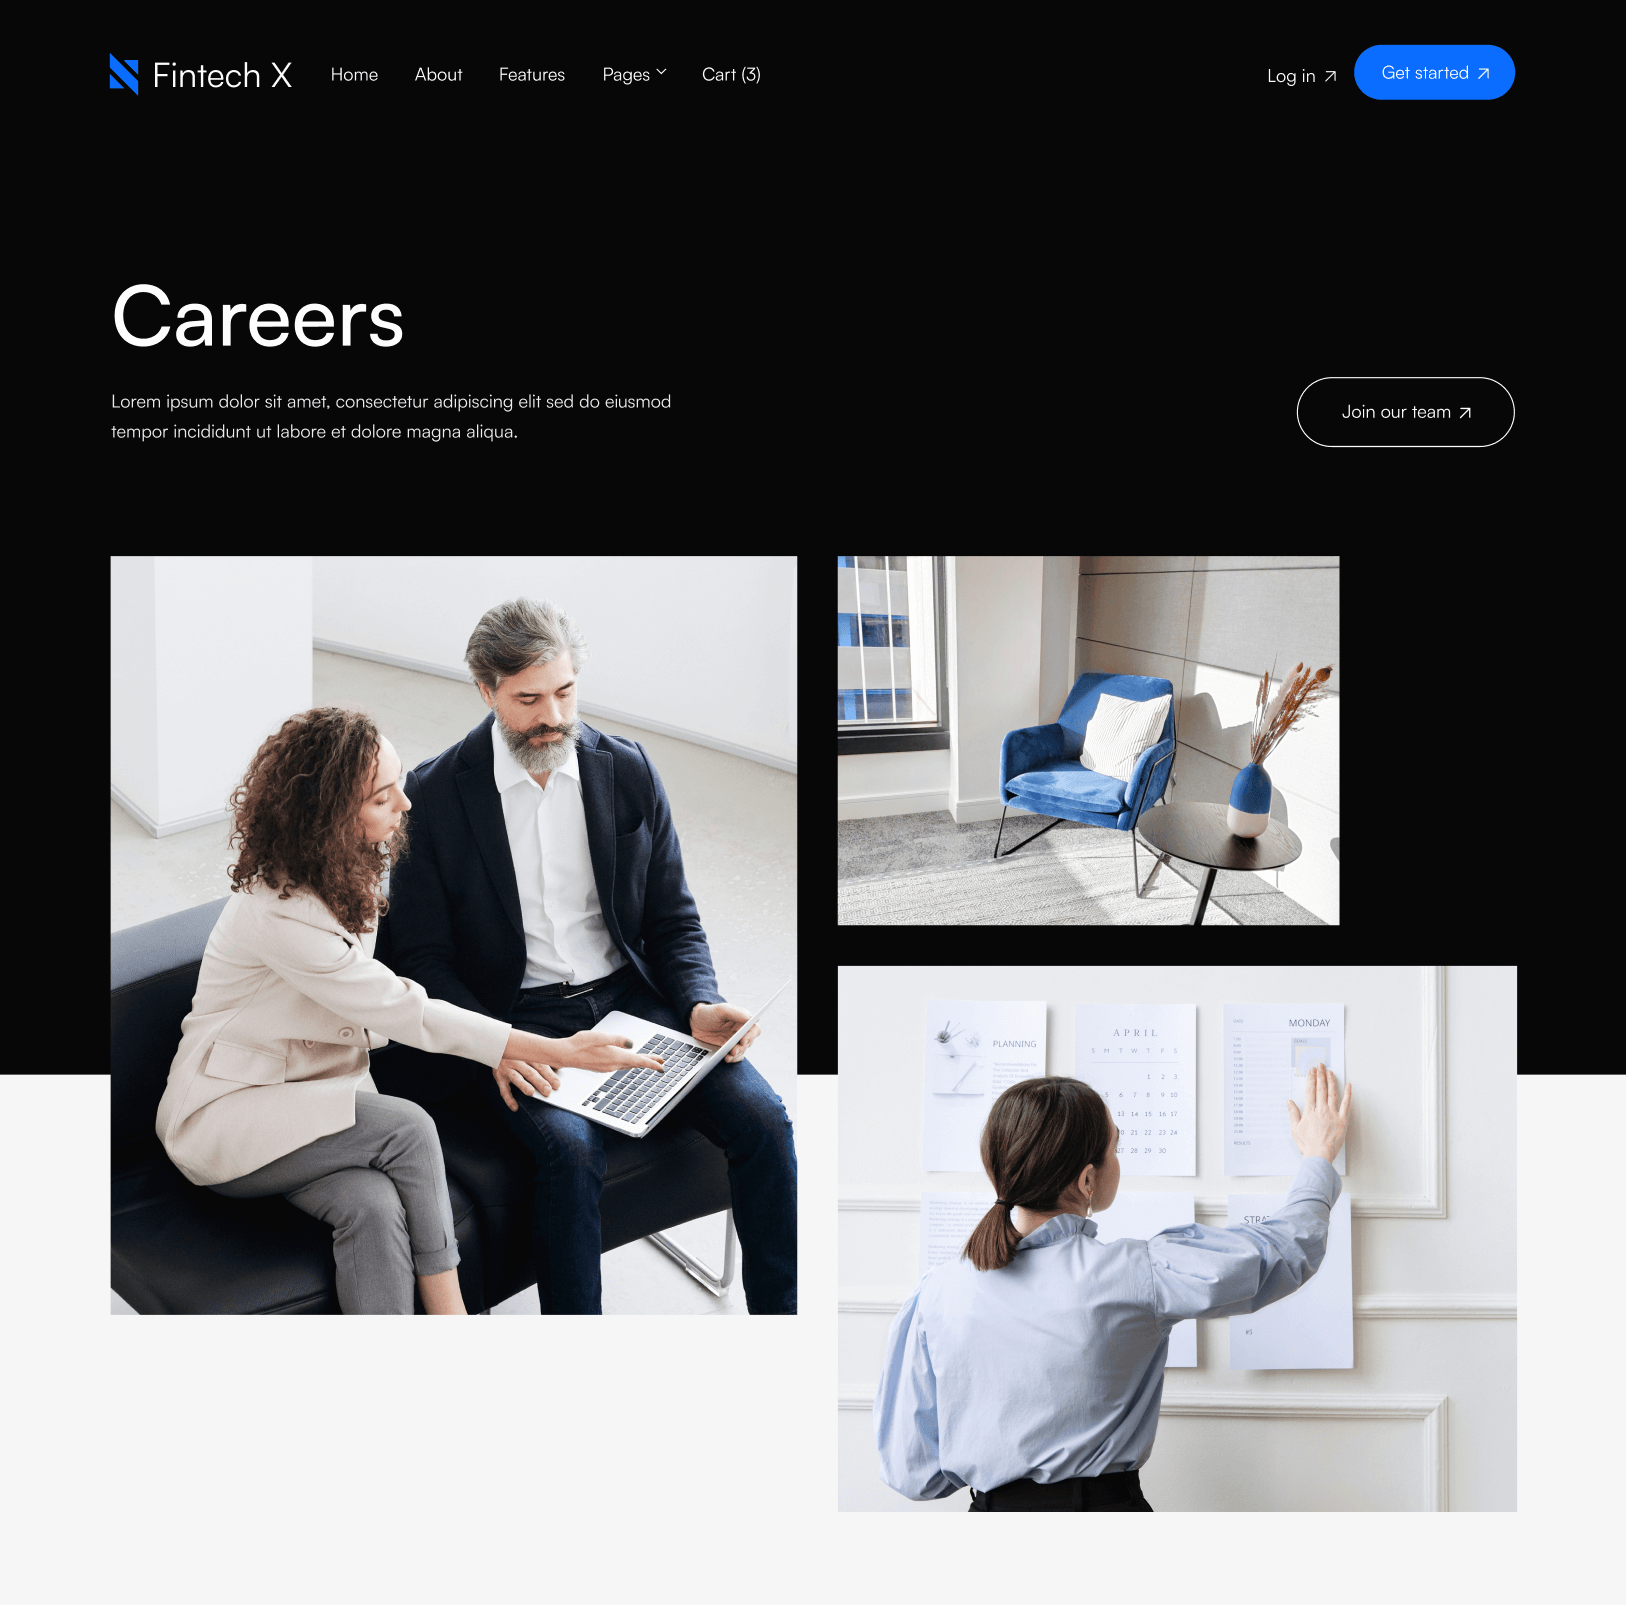 Fintech X
Home
About
Features
Pages
Cart (3)
Log in
Get started
Careers
Lorem ipsum dolor sit amet, consectetur adipiscing elit sed do eiusmod
tempor incididunt ut labore et dolore magna aliqua.
Join our team
PLANNING
APRIL
S M T W T F S
1 2 3
5 6 7 8 9 10
13 14 15 16 17
20 21 22 23 24
27 28 29 30
MONDAY
RESULTS
#3